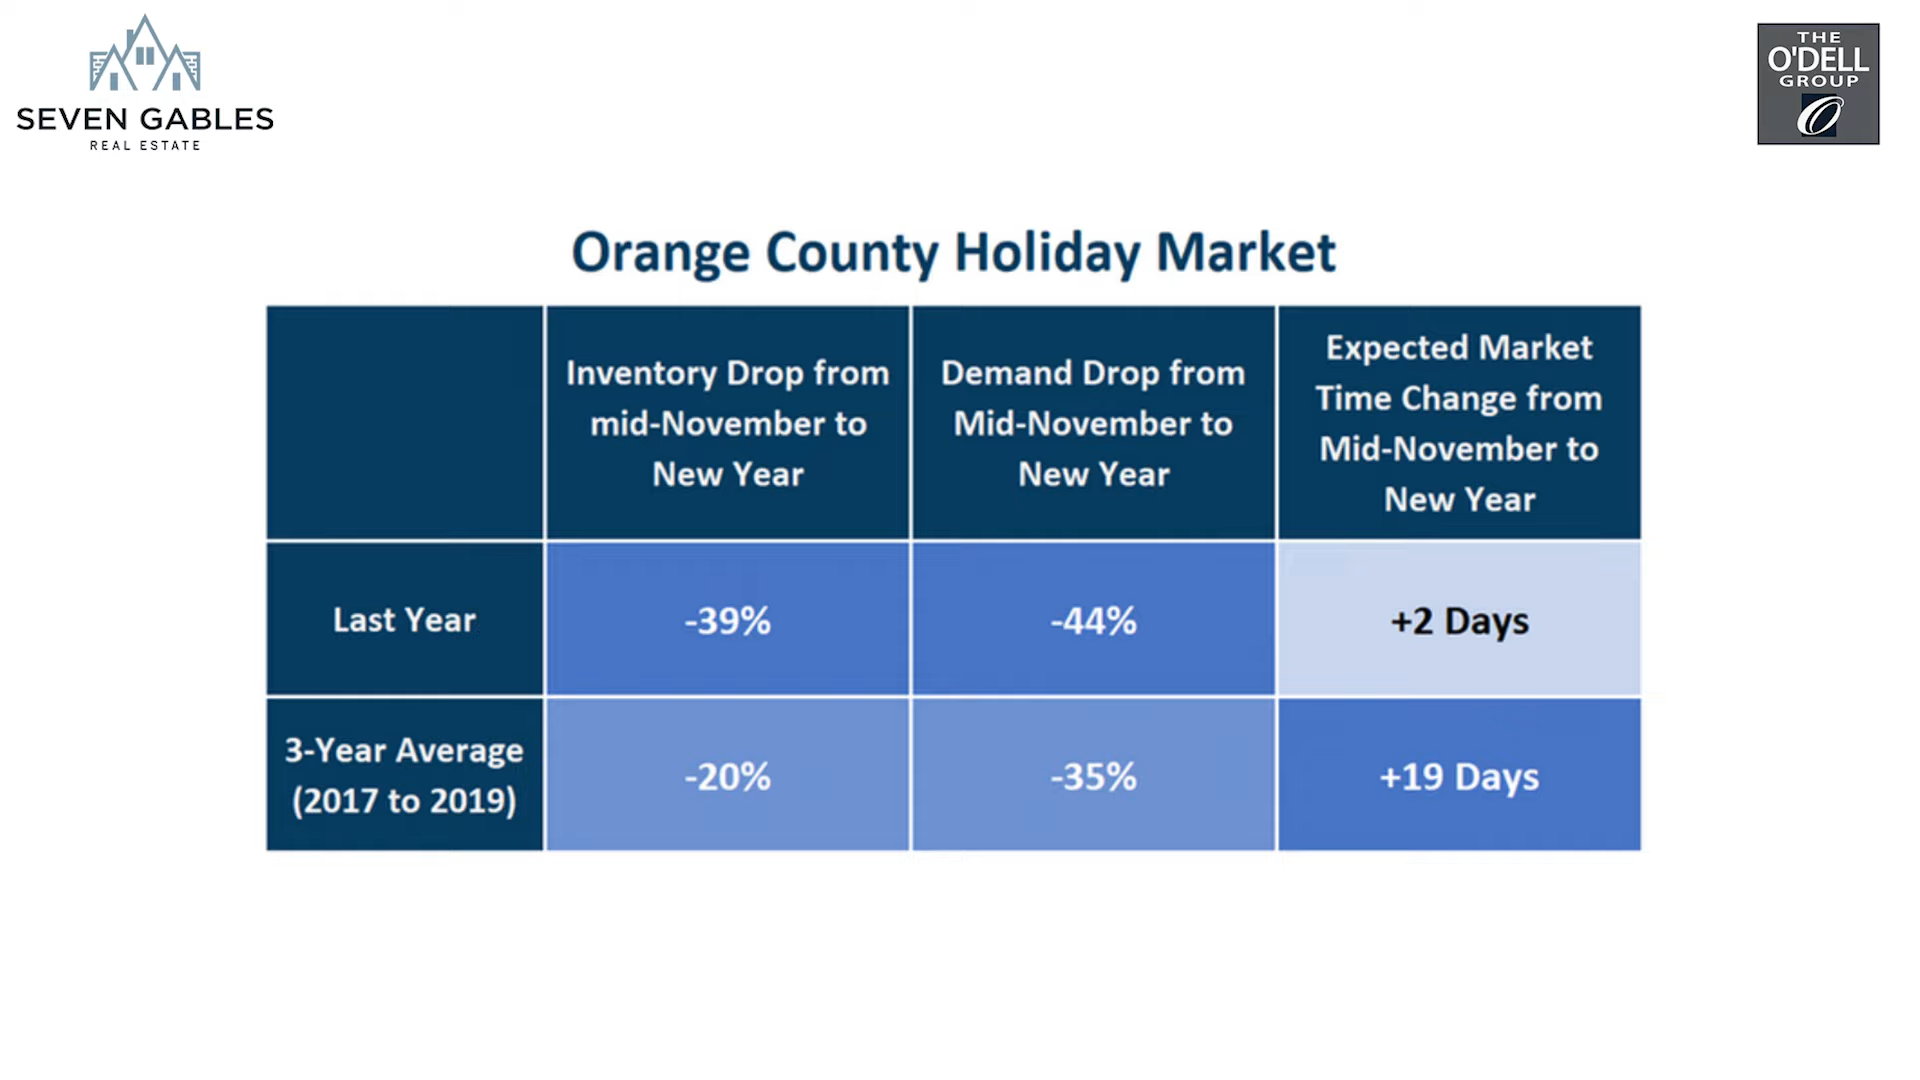 SEVEN GABLES
REAL ESTATE
THE
O'DELL
GROUP
Orange County Holiday Market
Inventory Drop from
mid-November to
New Year
Demand Drop from
Mid-November to
New Year
Expected Market
Time Change from
Mid-November to
New Year
Last Year
-39%
-44%
+2 Days
3-Year Average
(2017 to 2019)
-20%
-35%
+19 Days